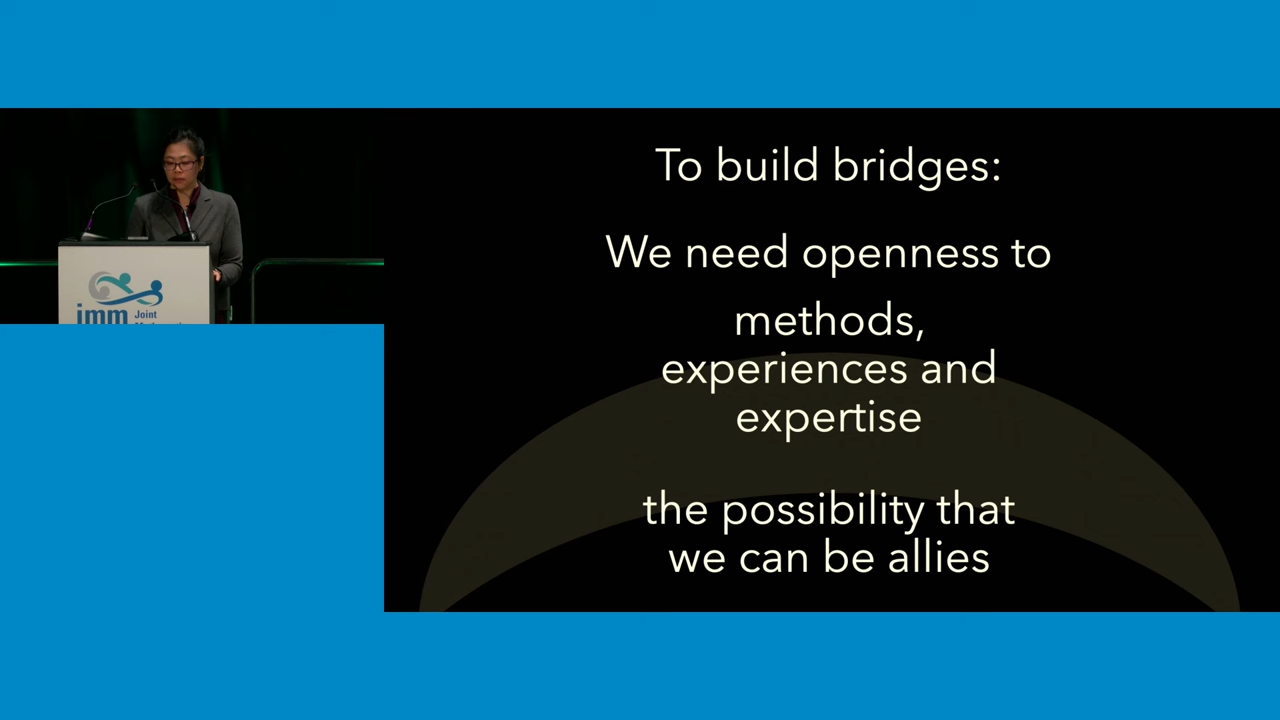 To build bridges:
We need openness to
methods,
experiences and
expertise
the possibility that
we can be allies
jmm
Joint